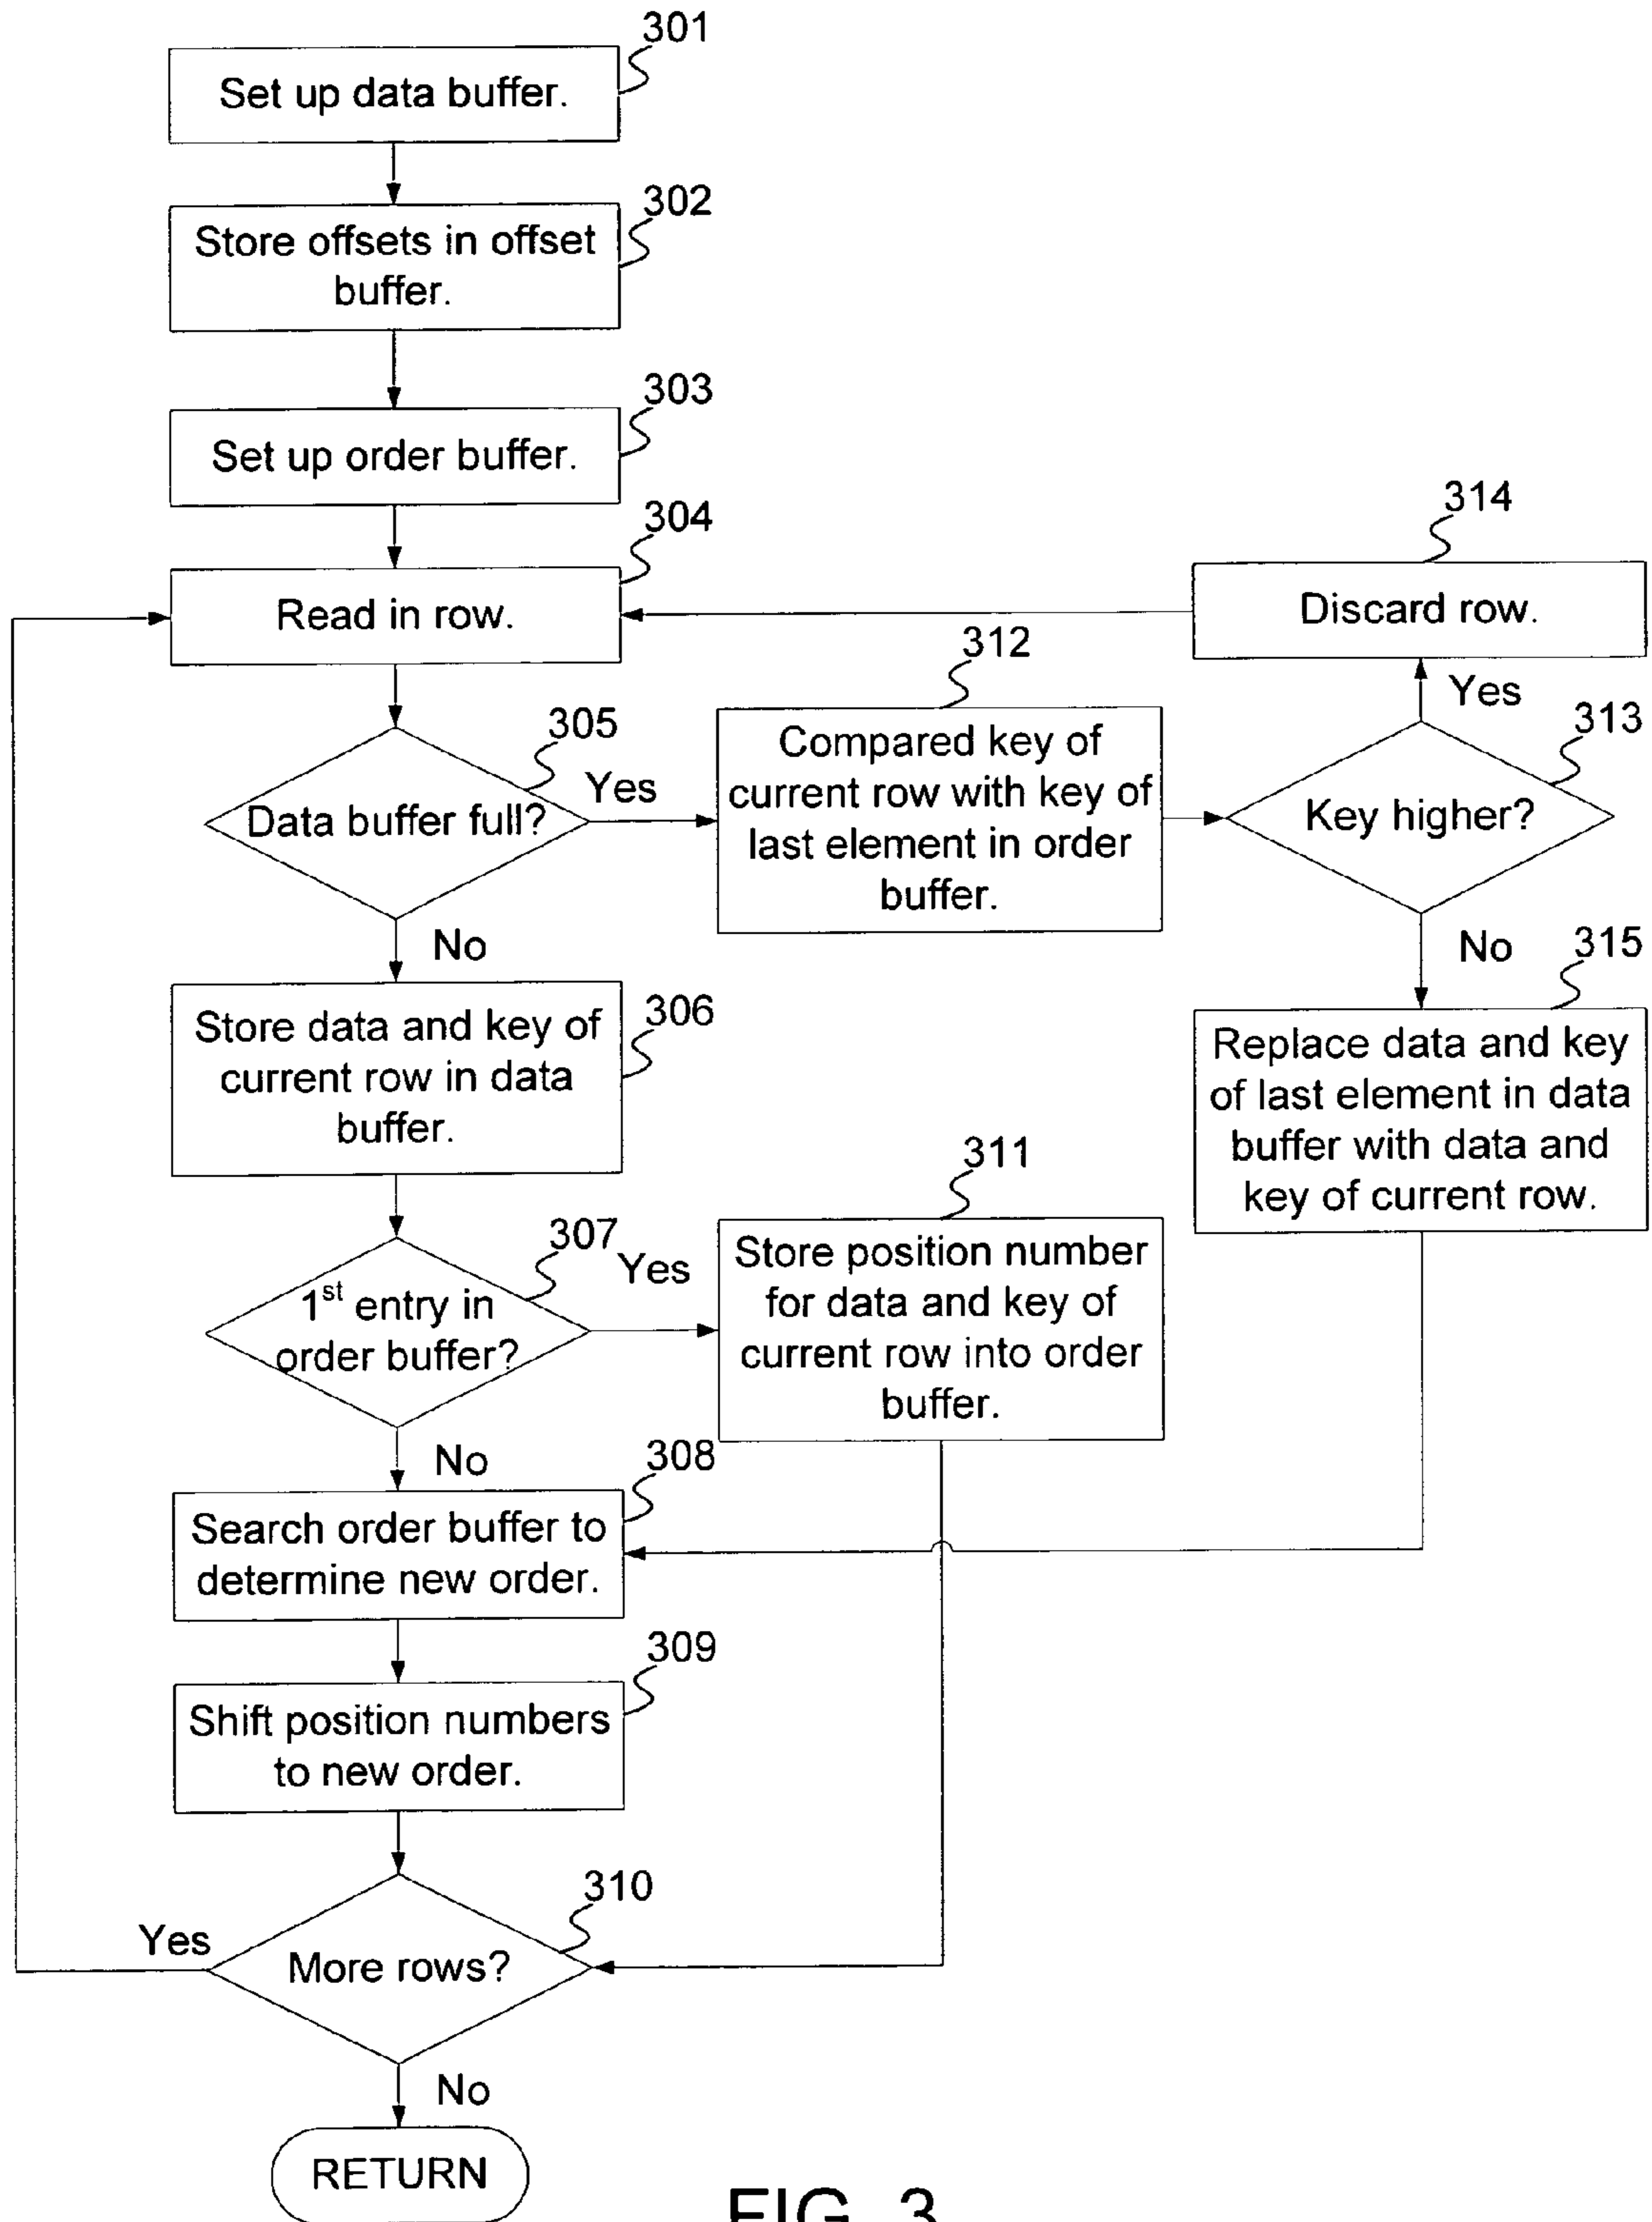 301
Set up data buffer.
302
Store offsets in offset
buffer.
303
Set up order buffer.
304
Read in row.
314
Discard row.
305
Data buffer full?
Yes
312
Compared key of
current row with key of
last element in order
buffer.
Yes
313
Key higher?
No
No
315
Replace data and key
of last element in data
buffer with data and
key of current row.
306
Store data and key of
current row in data
buffer.
307
1st entry in
order buffer?
Yes
311
Store position number
for data and key of
current row into order
buffer.
No
308
Search order buffer to
determine new order.
309
Shift position numbers
to new order.
310
More rows?
Yes
No
RETURN
FIG. 3